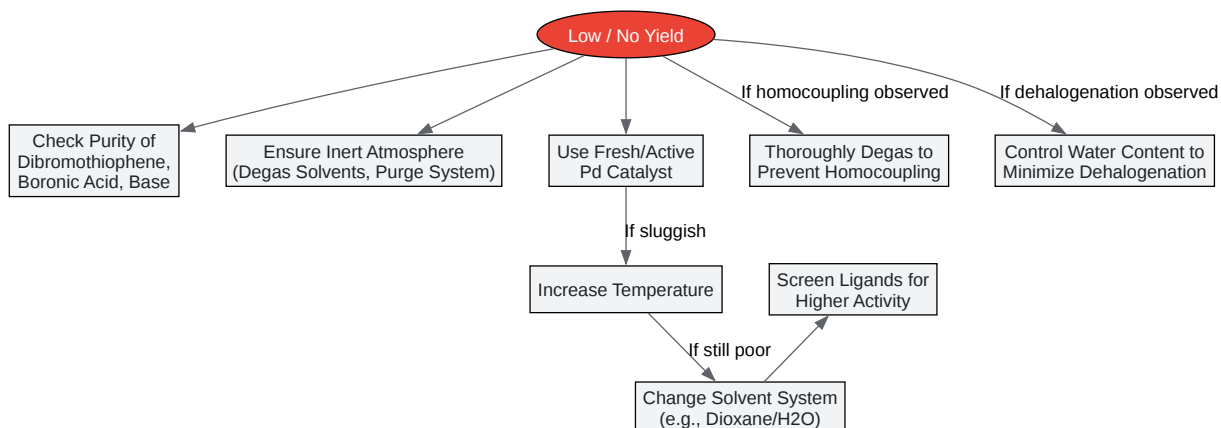 Low / No Yield
If homocoupling observed
If dehalogenation observed
Check Purity of
Dibromothiophene,
Boronic Acid, Base
Ensure Inert Atmosphere
(Degas Solvents, Purge System)
Use Fresh/Active
Pd Catalyst
Thoroughly Degas to
Prevent Homocoupling
Control Water Content to
Minimize Dehalogenation
If sluggish
Increase Temperature
Screen Ligands for
Higher Activity
If still poor
Change Solvent System
(e.g., Dioxane/H2O)